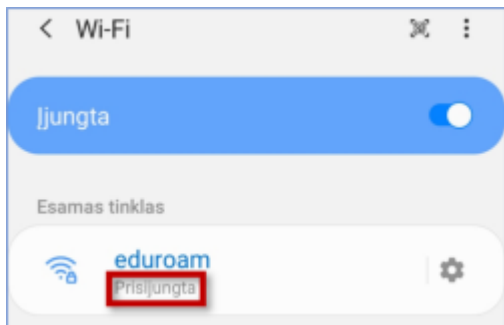 Wi-Fi
Įjungta
Esamas tinklas
eduroam
Prisijungta